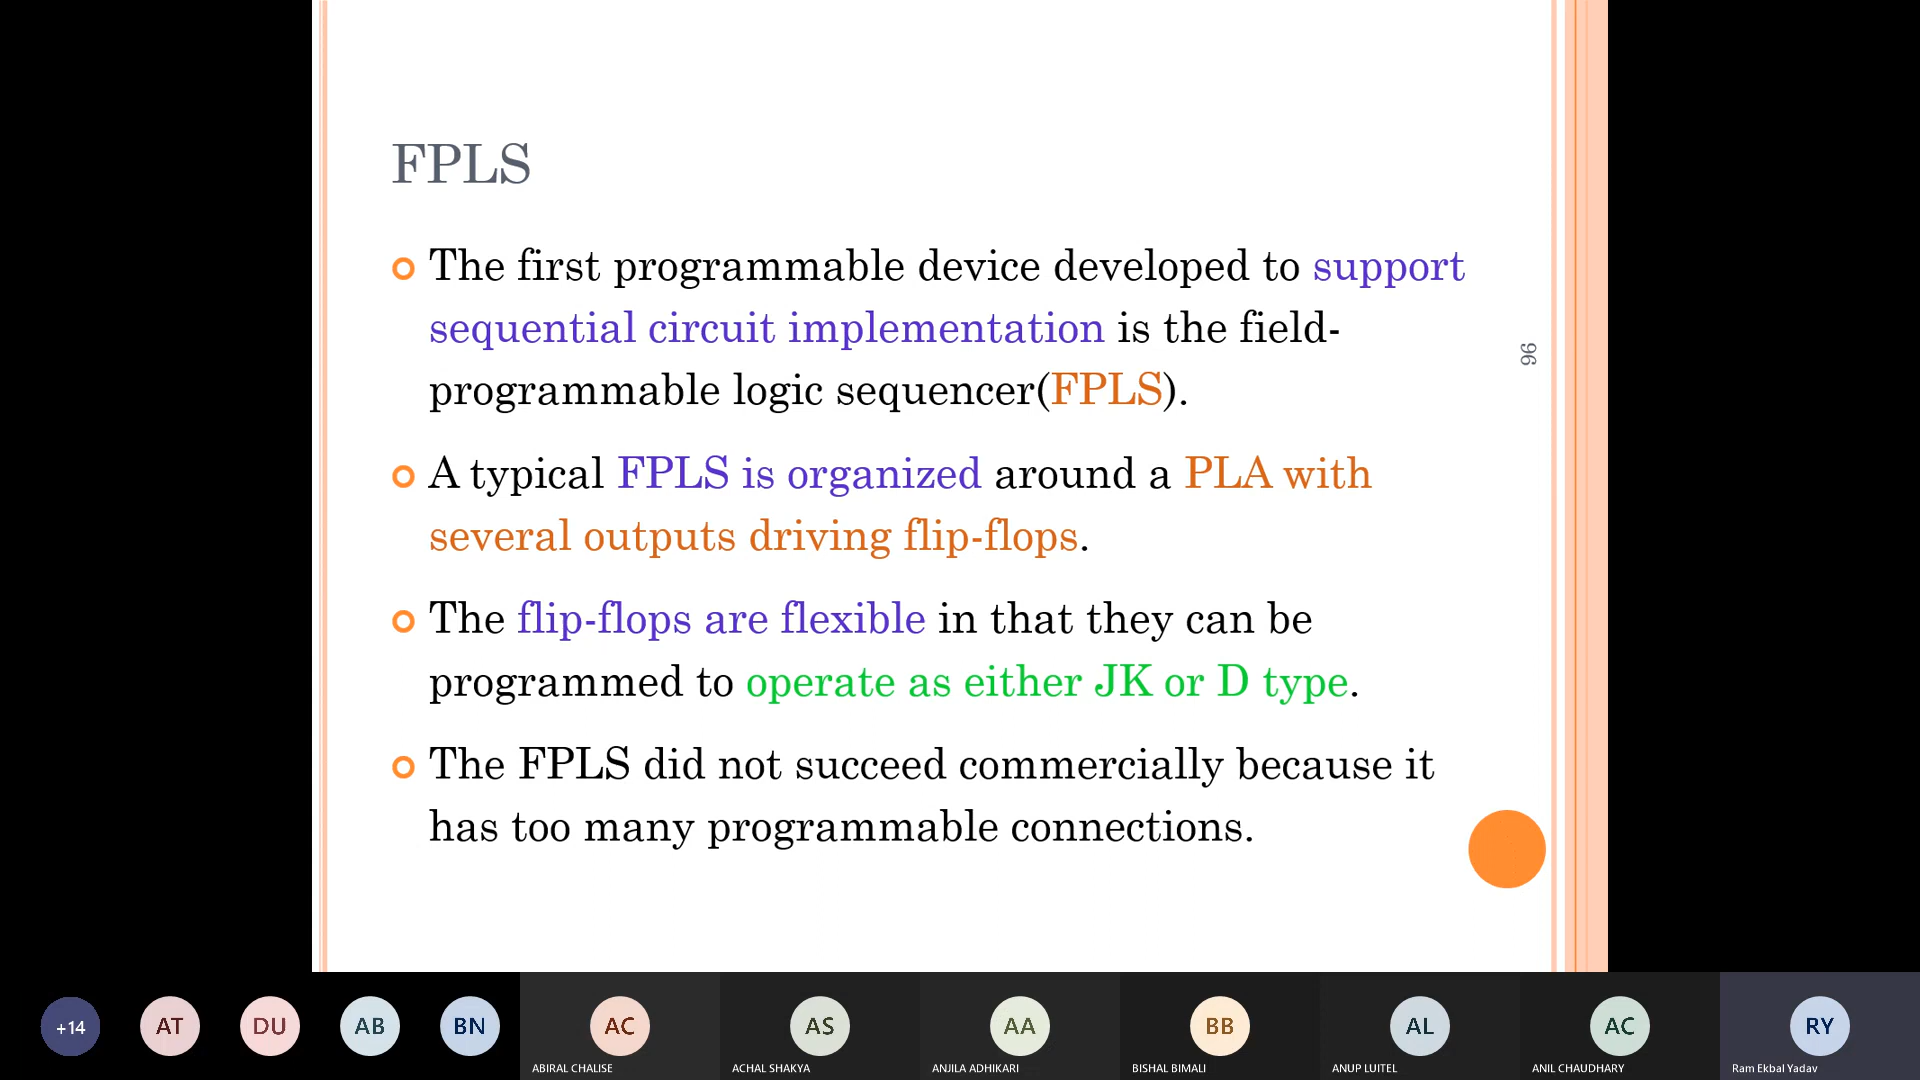 FPLS
The first programmable device developed to support
sequential circuit implementation is the field-
programmable logic sequencer(FPLS).
A typical FPLS is organized around a PLA with
several outputs driving flip-flops.
The flip-flops are flexible in that they can be
programmed to operate as either JK or D type.
The FPLS did not succeed commercially because it
has too many programmable connections.
96
+14
AT
DU
AB
BN
AC
ABIRAL CHALISE
AS
ACHAL SHAKYA
AA
ANJILA ADHIKARI
BB
BISHAL BIMALI
AL
ANUP LUITEL
AC
ANIL CHAUDHARY
RY
Ram Ekbal Yadav